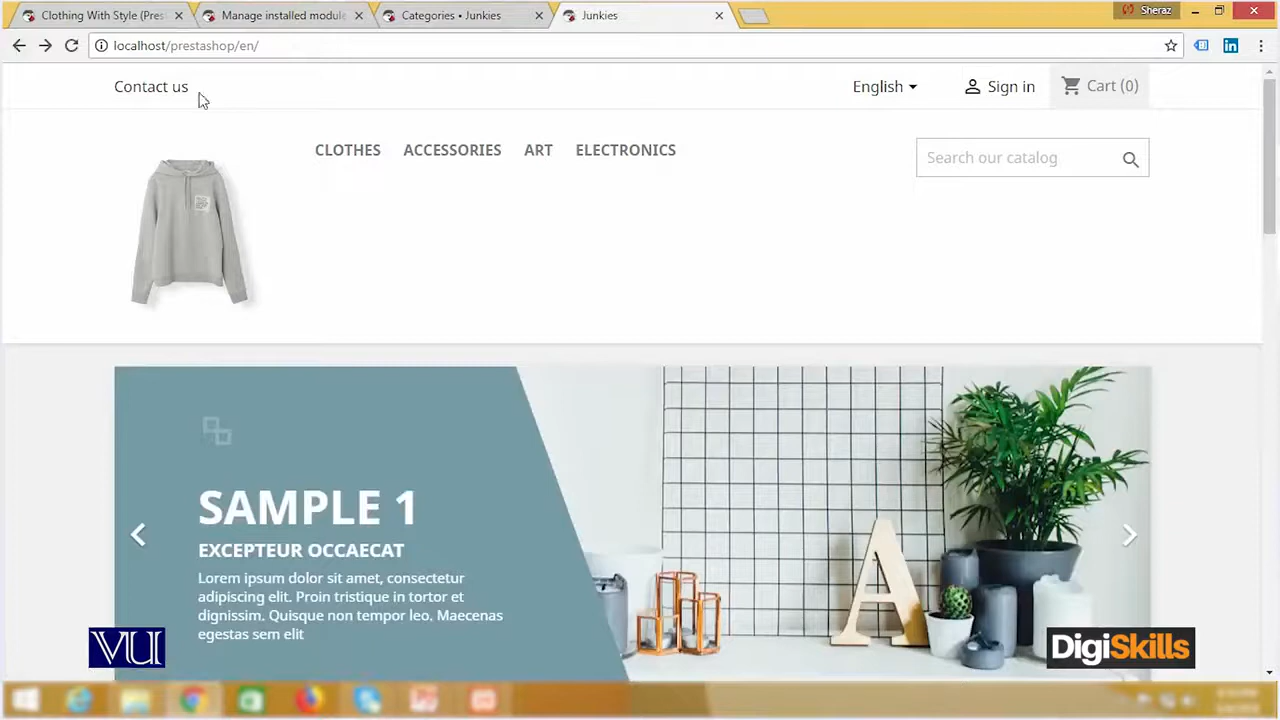 Clothing With Style (Pres
Manage installed module
Categories • Junkies
Junkies
Sheraz
localhost/prestashop/en/
Contact us
English
Sign in
Cart (0)
CLOTHES
ACCESSORIES
ART
ELECTRONICS
Search our catalog
SAMPLE 1
EXCEPTEUR OCCAECAT
Lorem ipsum dolor sit amet, consectetur
adipiscing elit. Proin tristique in tortor et
dignissim. Quisque non tempor leo. Maecenas
egestas sem elit
A
VU
DigiSkills